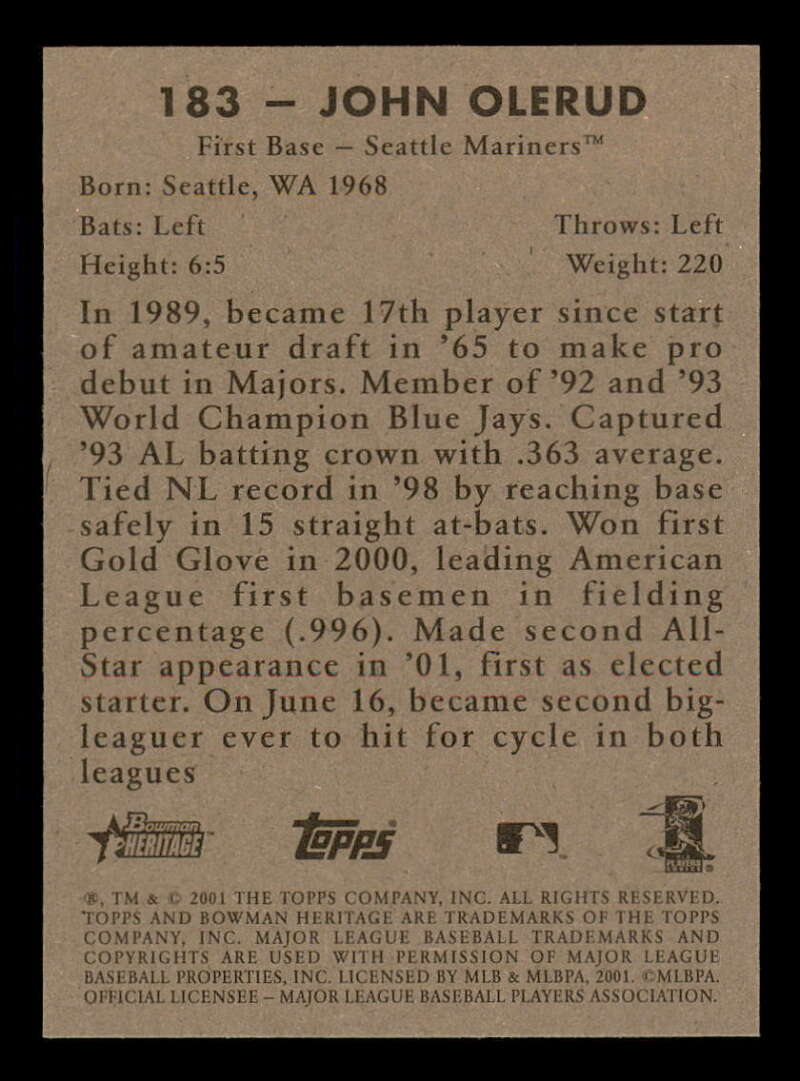 183 – JOHN OLERUD
First Base – Seattle Mariners™
Born: Seattle, WA 1968
Bats: Left Throws: Left
Height: 6:5 Weight: 220
In 1989, became 17th player since start
of amateur draft in ’65 to make pro
debut in Majors. Member of ’92 and ’93
World Champion Blue Jays. Captured
’93 AL batting crown with .363 average.
Tied NL record in ’98 by reaching base
safely in 15 straight at-bats. Won first
Gold Glove in 2000, leading American
League first basemen in fielding
percentage (.996). Made second All-
Star appearance in ’01, first as elected
starter. On June 16, became second big-
leaguer ever to hit for cycle in both
leagues
Bowman HERITAGE™ Topps® PLAYERS CHOICE®
®, TM & © 2001 THE TOPPS COMPANY, INC. ALL RIGHTS RESERVED.
TOPPS AND BOWMAN HERITAGE ARE TRADEMARKS OF THE TOPPS
COMPANY, INC. MAJOR LEAGUE BASEBALL TRADEMARKS AND
COPYRIGHTS ARE USED WITH PERMISSION OF MAJOR LEAGUE
BASEBALL PROPERTIES, INC. LICENSED BY MLB & MLBPA, 2001. ©MLBPA.
OFFICIAL LICENSEE – MAJOR LEAGUE BASEBALL PLAYERS ASSOCIATION.